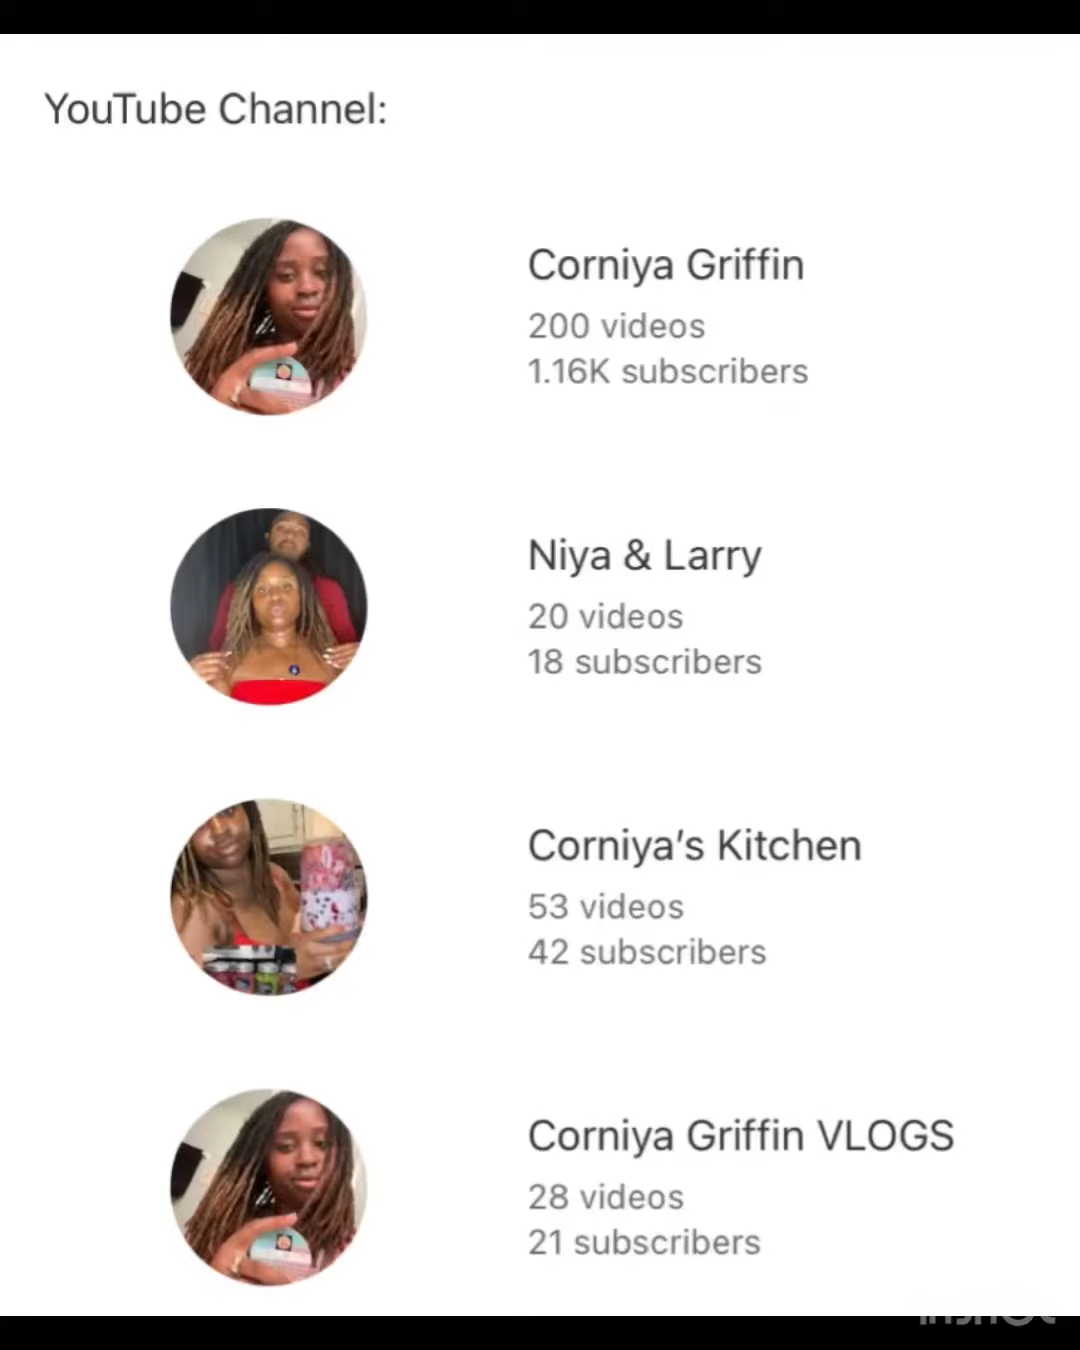 YouTube Channel:
Corniya Griffin
200 videos
1.16K subscribers
Niya & Larry
20 videos
18 subscribers
Corniya's Kitchen
53 videos
42 subscribers
Corniya Griffin VLOGS
28 videos
21 subscribers